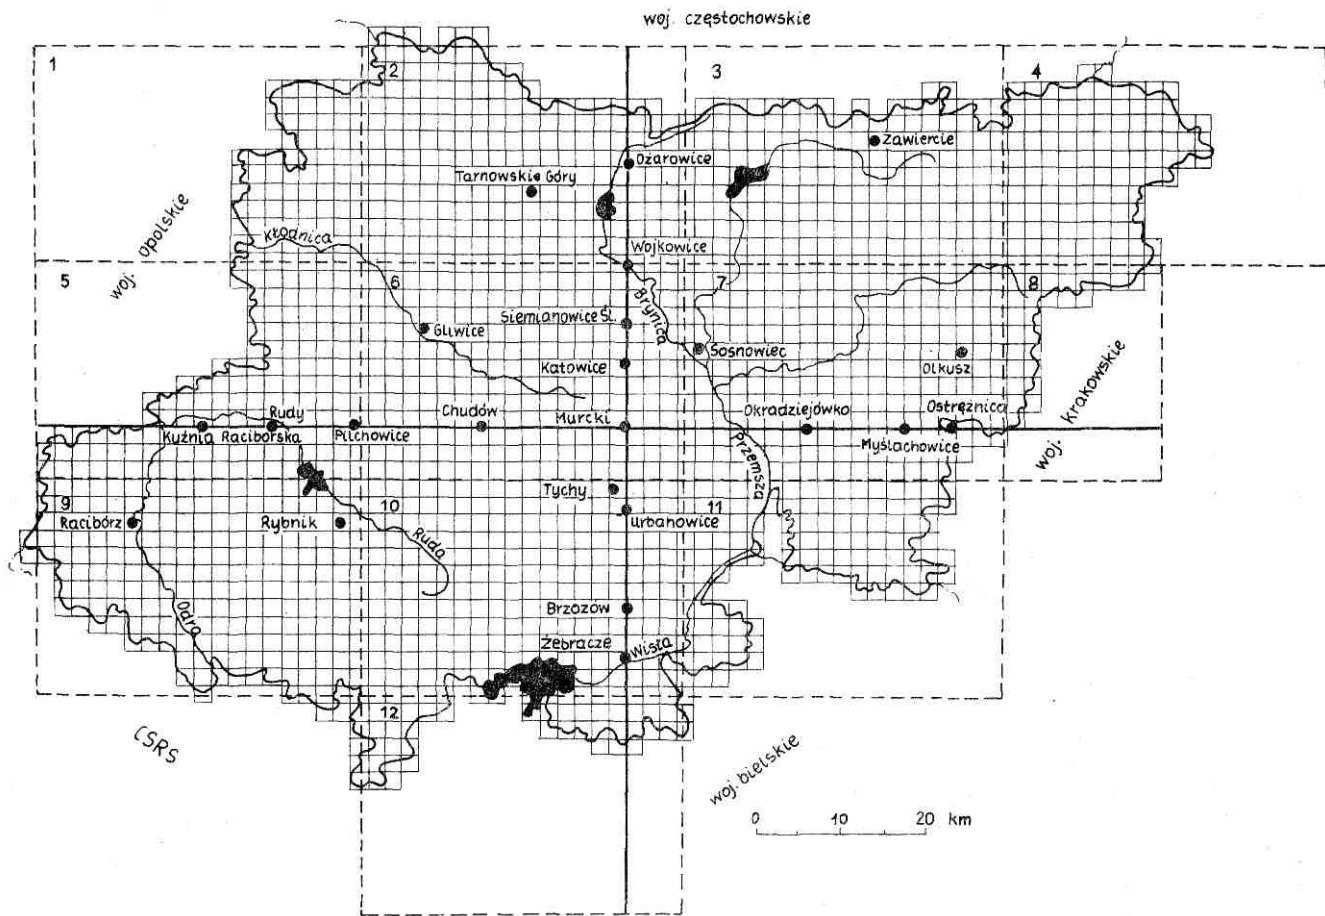 woj. częstochowskie
1
2
3
4
Zawiercie
Ożarowice
Tarnowskie Góry
woj. opolskie
Kłodnica
Wojkowice
5
6
7
8
Brynica
Siemianowice Śl.
Gliwice
Sosnowiec
Katowice
Olkusz
woj. krakowskie
Rudy
Chudów
Murcki
Okradziejówko
Ostrężnica
Kuźnia Raciborska
Pilchowice
Myślachowice
Przemsza
Tychy
9
10
11
Racibórz
Rybnik
Urbanowice
Ruda
Odra
Brzozów
Żebracze
Wisła
12
CSRS
woj. bielskie
0 10 20 km